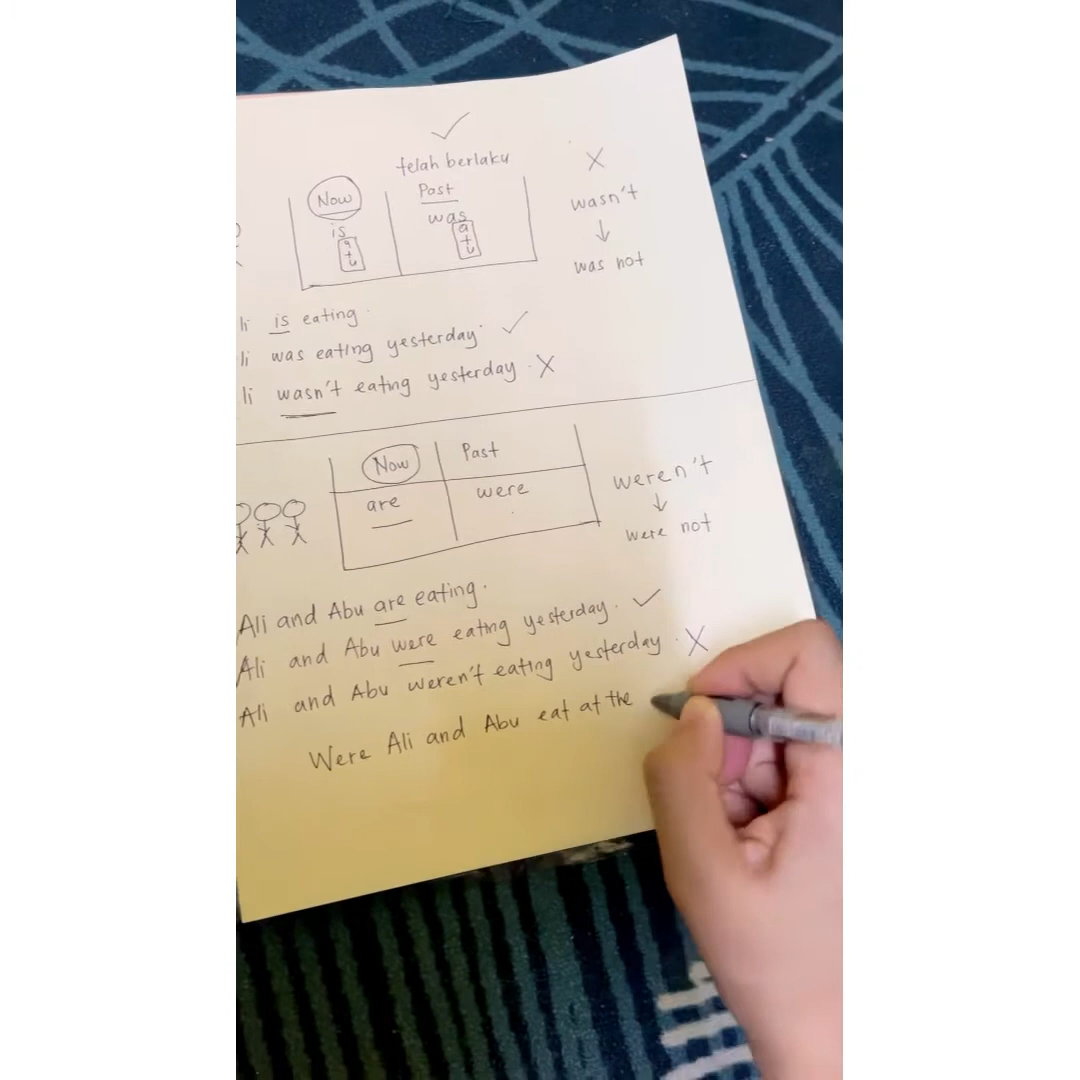 telah berlaku
Now
Past
wasn't
is
was
a
t
u
a
t
u
was not
li is eating.
li was eating yesterday.
li wasn't eating yesterday.
Now
Past
are
were
weren't
were not
Ali and Abu are eating.
Ali and Abu were eating yesterday.
Ali and Abu weren't eating yesterday.
Were Ali and Abu eat at the